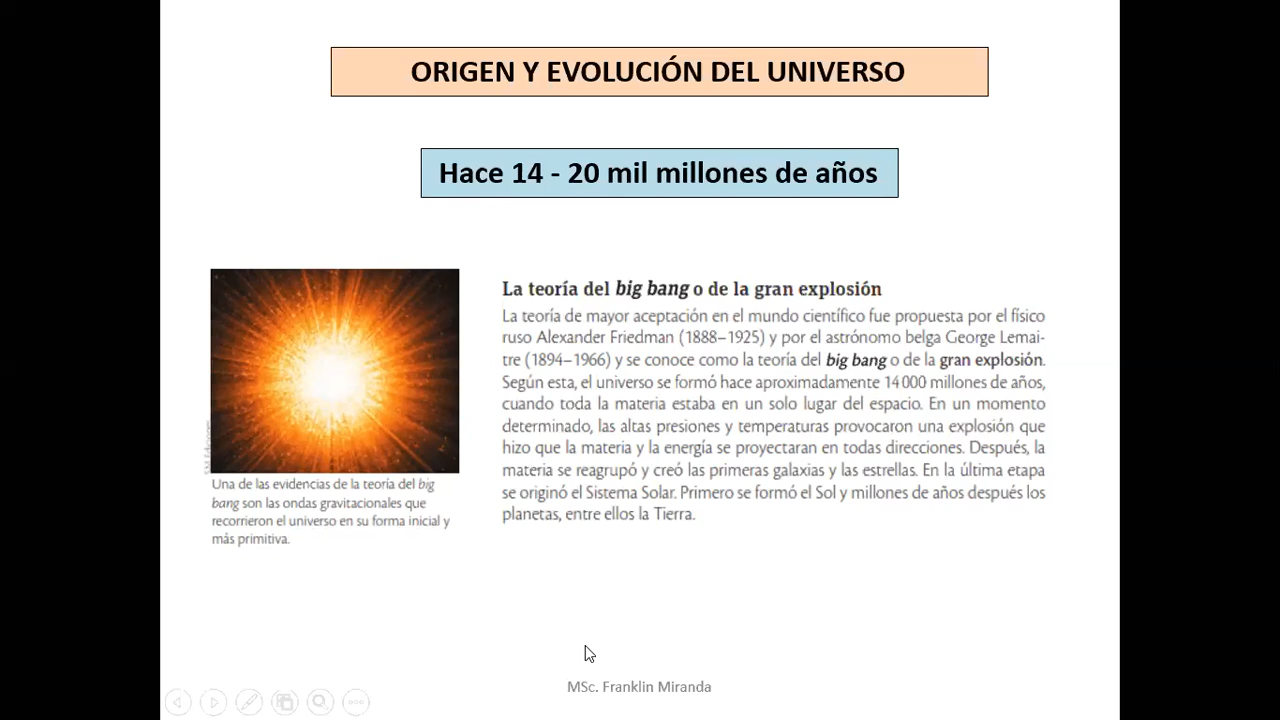 ORIGEN Y EVOLUCIÓN DEL UNIVERSO
Hace 14 - 20 mil millones de años
La teoría del big bang o de la gran explosión
La teoría de mayor aceptación en el mundo científico fue propuesta por el físico
ruso Alexander Friedman (1888–1925) y por el astrónomo belga George Lemai-
tre (1894–1966) y se conoce como la teoría del big bang o de la gran explosión.
Según esta, el universo se formó hace aproximadamente 14 000 millones de años,
cuando toda la materia estaba en un solo lugar del espacio. En un momento
determinado, las altas presiones y temperaturas provocaron una explosión que
hizo que la materia y la energía se proyectaran en todas direcciones. Después, la
materia se reagrupó y creó las primeras galaxias y las estrellas. En la última etapa
se originó el Sistema Solar. Primero se formó el Sol y millones de años después los
planetas, entre ellos la Tierra.
Una de las evidencias de la teoría del big
bang son las ondas gravitacionales que
recorrieron el universo en su forma inicial y
más primitiva.
MSc. Franklin Miranda